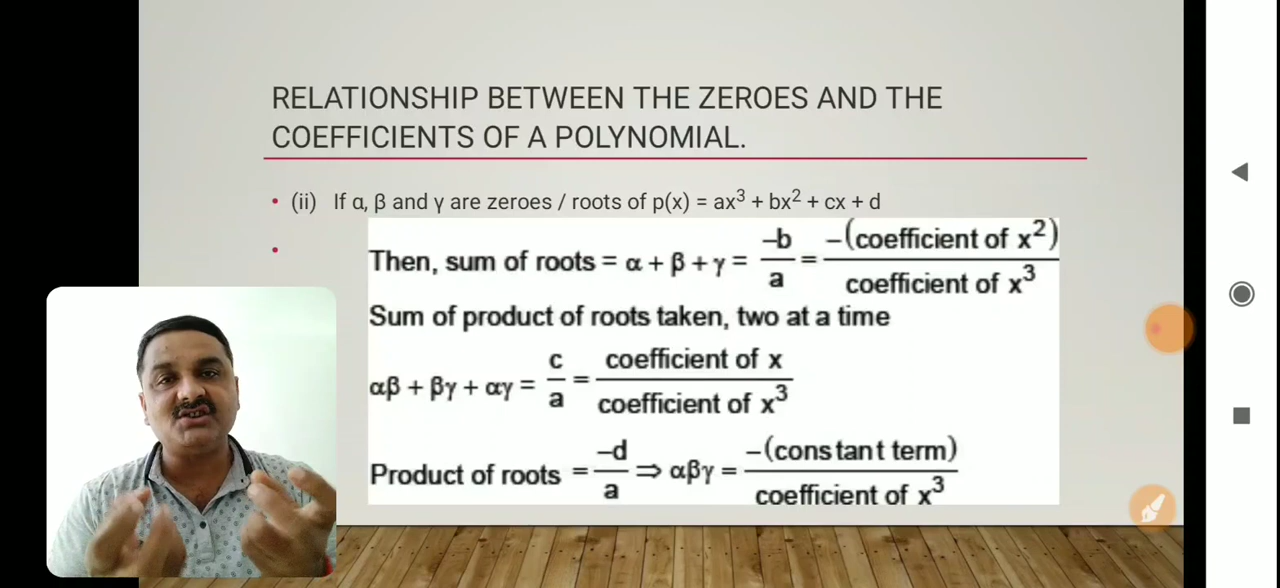 RELATIONSHIP BETWEEN THE ZEROES AND THE
COEFFICIENTS OF A POLYNOMIAL.
• (ii) If α, β and γ are zeroes / roots of p(x) = ax³ + bx² + cx + d
•
Then, sum of roots = α + β + γ = -b/a = -(coefficient of x²)/coefficient of x³
Sum of product of roots taken, two at a time
αβ + βγ + αγ = c/a = coefficient of x/coefficient of x³
Product of roots = -d/a ⇒ αβγ = -(constant term)/coefficient of x³